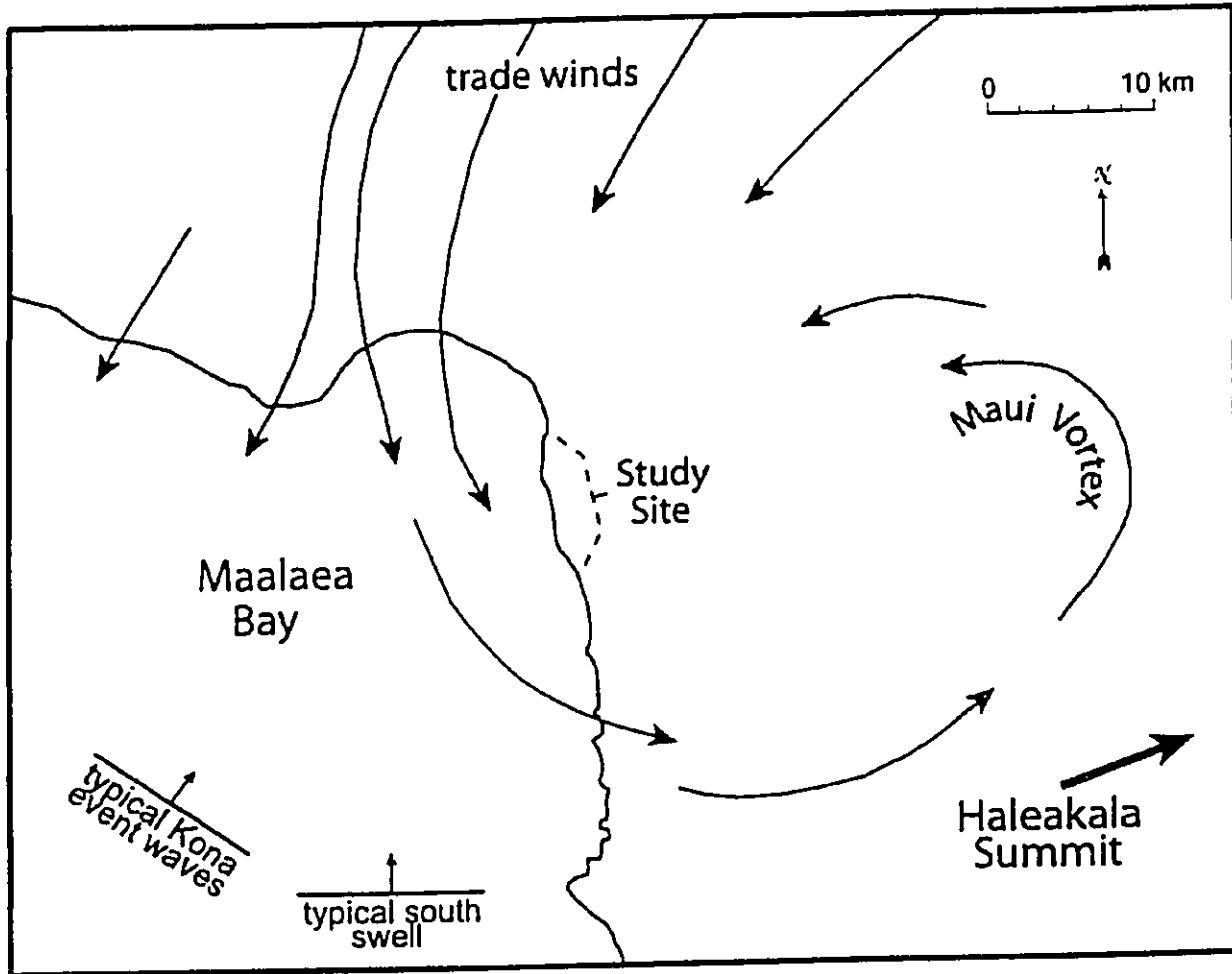 trade winds
0 10 km
N
Maui Vortex
Study
Site
Maalaea
Bay
typical Kona
event waves
Haleakala
Summit
typical south
swell